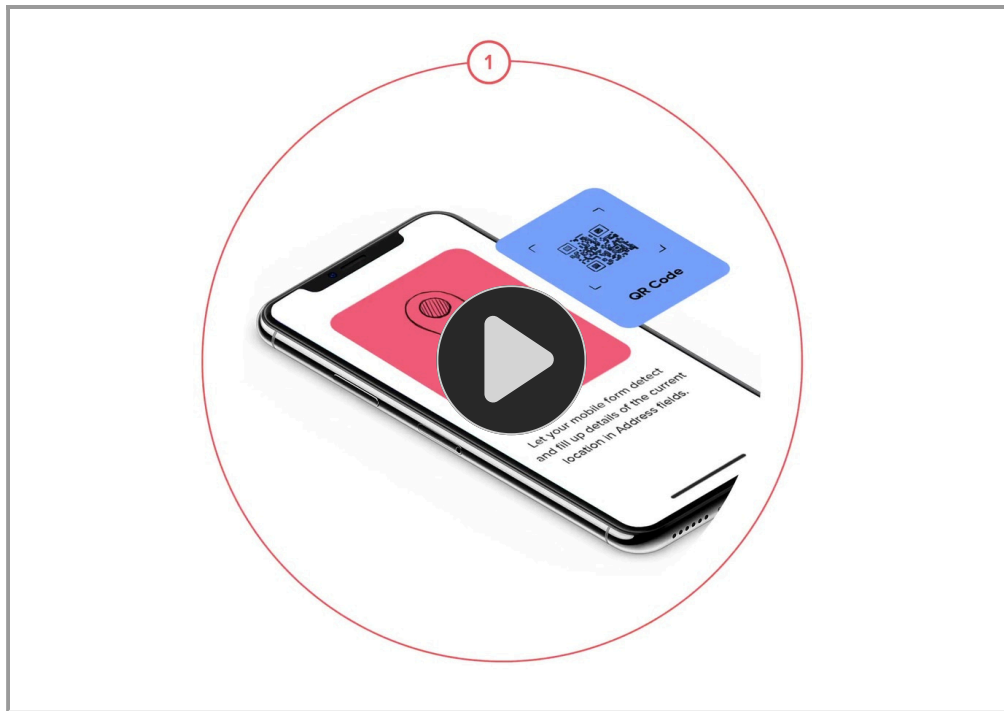 1
QR Code
Let your mobile form detect
and fill up details of the current
location in Address fields.